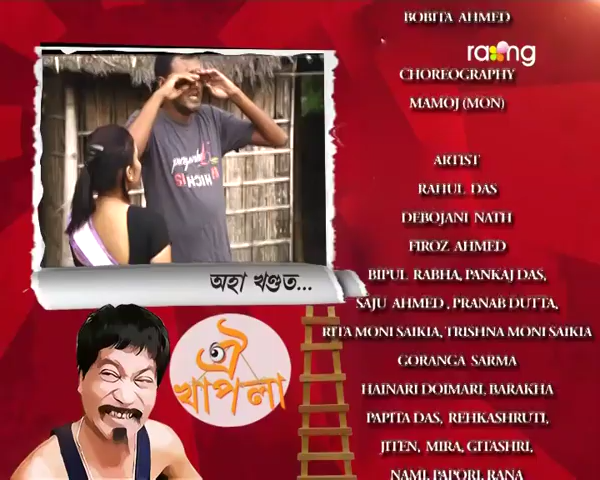 BOBITA AHMED
rang
CHOREOGRAPHY
MAMOJ (MON)
ARTIST
RAHUL DAS
DEBOJANI NATH
FIROZ AHMED
BIPUL RABHA, PANKAJ DAS,
SAJU AHMED , PRANAB DUTTA,
RITA MONI SAIKIA, TRISHNA MONI SAIKIA
GORANGA SARMA
HAINARI DOIMARI, BARAKHA
PAPITA DAS, REHKASHRUTI,
JITEN, MIRA, GITASHRI,
NAMI, PAPORI, RANA
অহা খণ্ডত...
ঐ
খাপলা